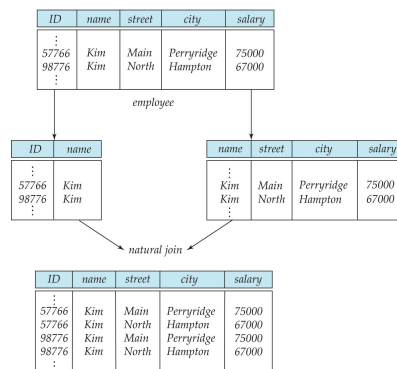 ID name street city salary
⋮
57766 Kim Main Perryridge 75000
98776 Kim North Hampton 67000
⋮
employee
ID name
⋮
57766 Kim
98776 Kim
⋮
name street city salary
⋮
Kim Main Perryridge 75000
Kim North Hampton 67000
⋮
natural join
ID name street city salary
⋮
57766 Kim Main Perryridge 75000
57766 Kim North Hampton 67000
98776 Kim Main Perryridge 75000
98776 Kim North Hampton 67000
⋮